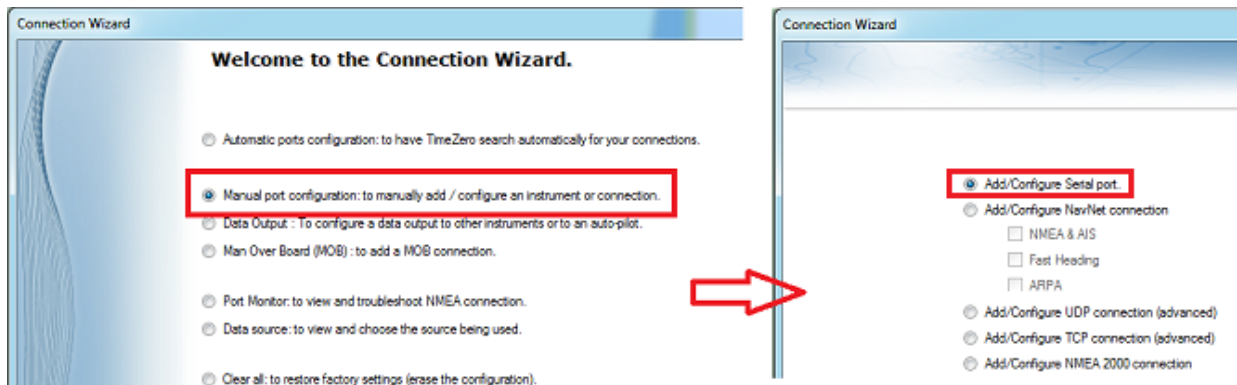 Connection Wizard
Welcome to the Connection Wizard.
Automatic ports configuration: to have TimeZero search automatically for your connections.
Manual port configuration: to manually add / configure an instrument or connection.
Data Output : To configure a data output to other instruments or to an auto-pilot.
Man Over Board (MOB) : to add a MOB connection.
Port Monitor: to view and troubleshoot NMEA connection.
Data source: to view and choose the source being used.
Clear all: to restore factory settings (erase the configuration).
Connection Wizard
Add/Configure Serial port.
Add/Configure NavNet connection
NMEA & AIS
Fast Heading
ARPA
Add/Configure UDP connection (advanced)
Add/Configure TCP connection (advanced)
Add/Configure NMEA 2000 connection